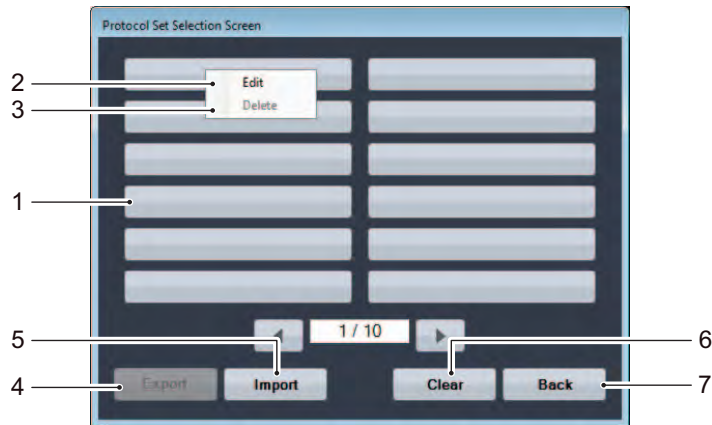 Protocol Set Selection Screen
2
Edit
3
Delete
1
1 / 10
5
6
4
Export
Import
Clear
Back
7